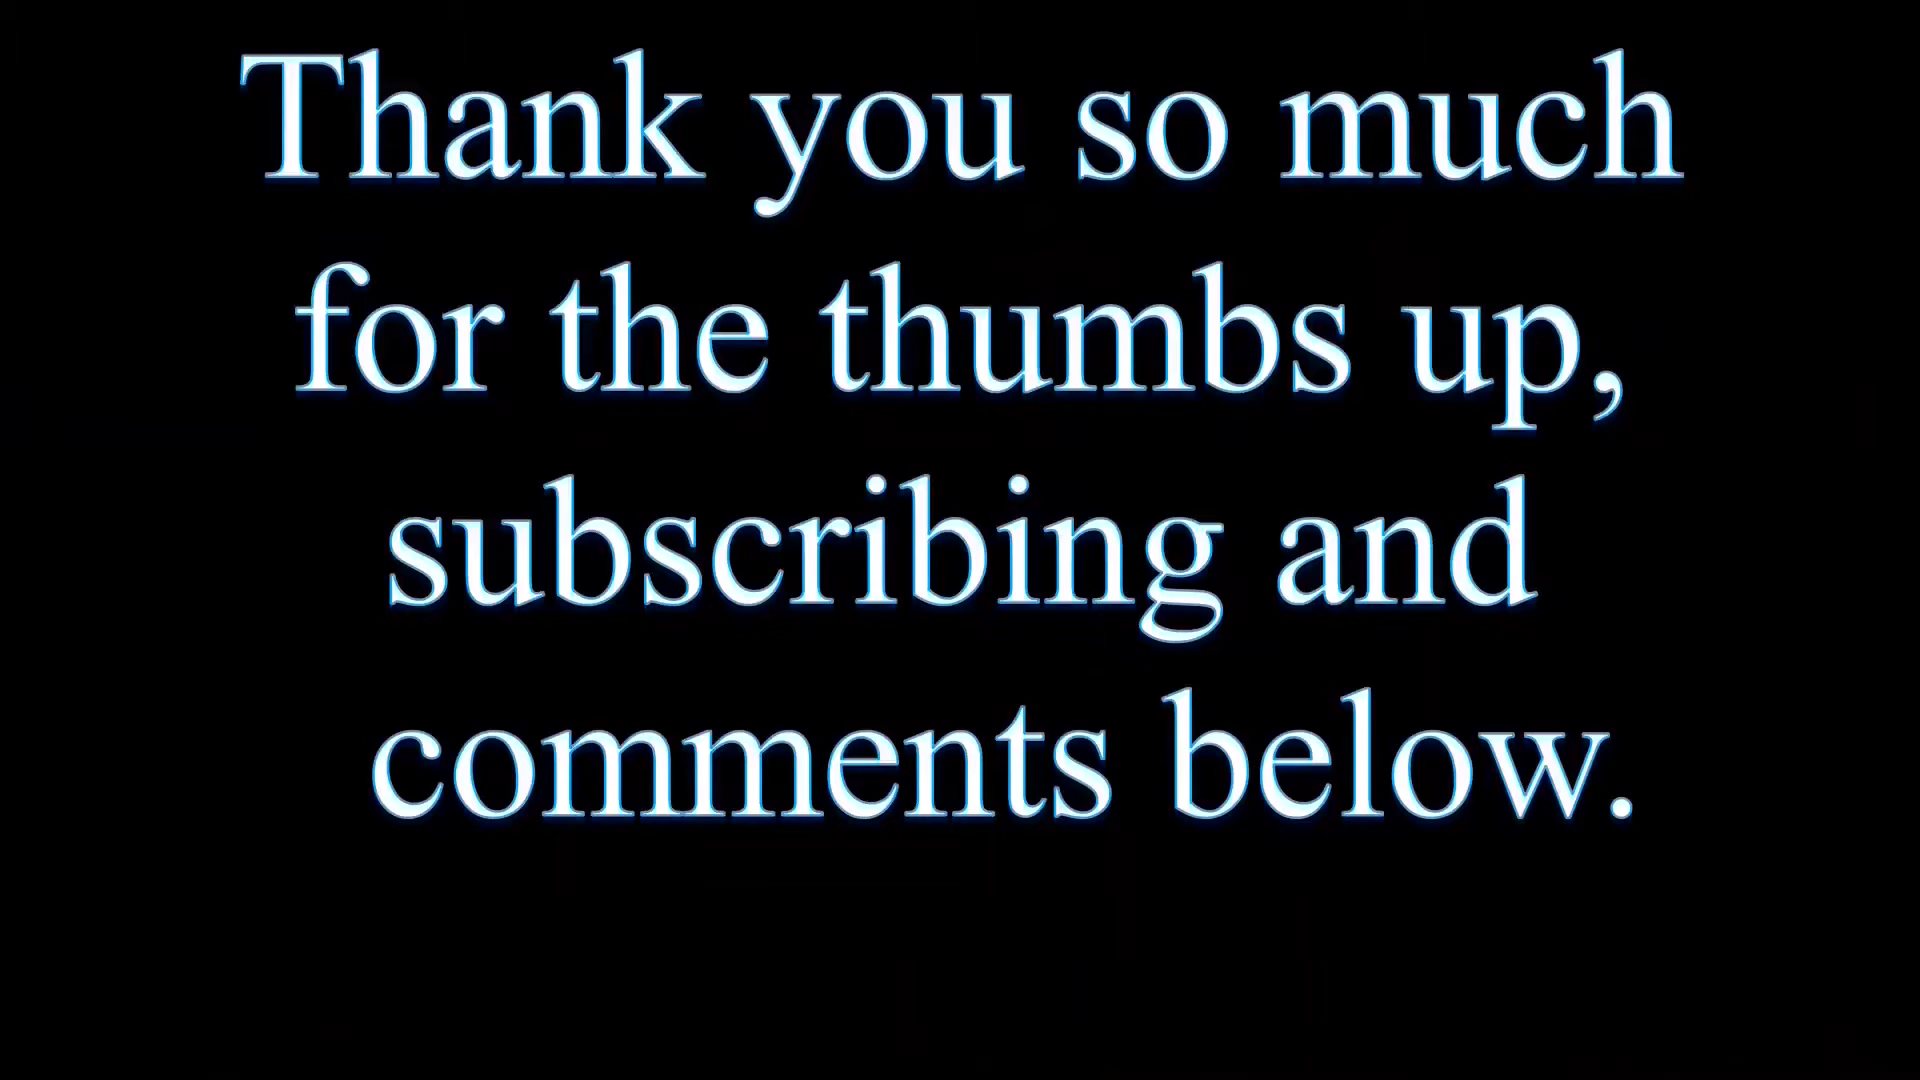 Thank you so much
for the thumbs up,
subscribing and
comments below.